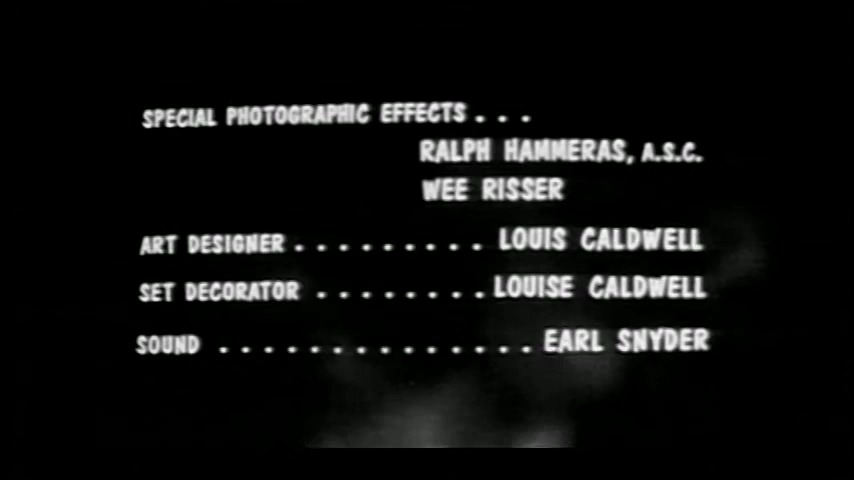 SPECIAL PHOTOGRAPHIC EFFECTS . . .
RALPH HAMMERAS, A.S.C.
WEE RISSER
ART DESIGNER . . . . . . . . . LOUIS CALDWELL
SET DECORATOR . . . . . . . . LOUISE CALDWELL
SOUND . . . . . . . . . . . . . . EARL SNYDER